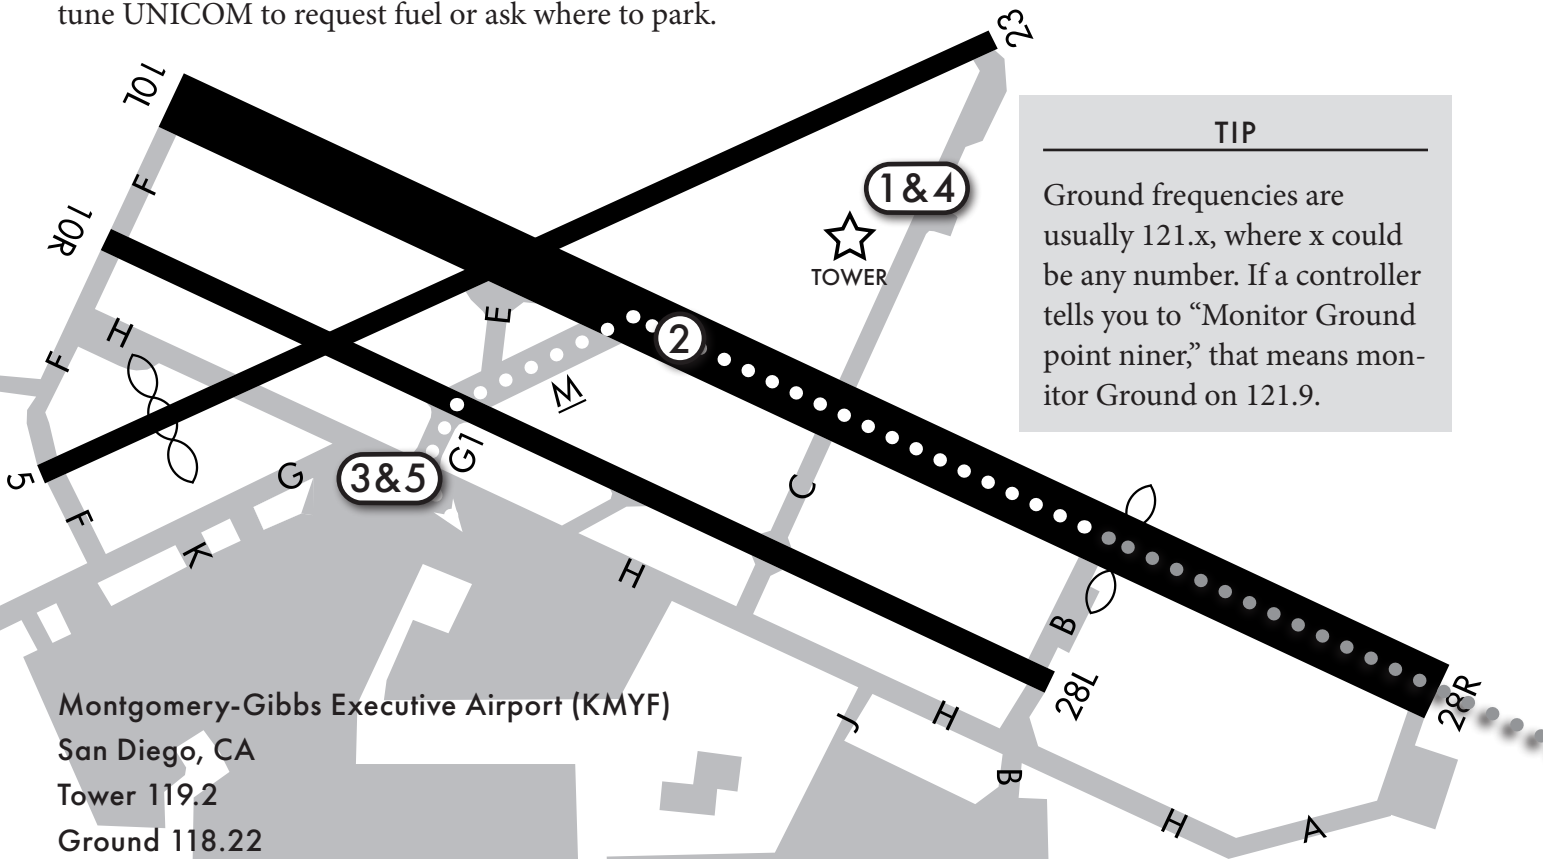 tune UNICOM to request fuel or ask where to park.
23
10L
TIP
1&4
F
Ground frequencies are
usually 121.x, where x could
be any number. If a controller
tells you to “Monitor Ground
point niner,” that means mon-
itor Ground on 121.9.
10R
TOWER
E
H
2
F
M
G1
5
G
3&5
C
F
K
H
B
28L
28R
Montgomery-Gibbs Executive Airport (KMYF)
J
H
San Diego, CA
B
Tower 119.2
H
A
Ground 118.22